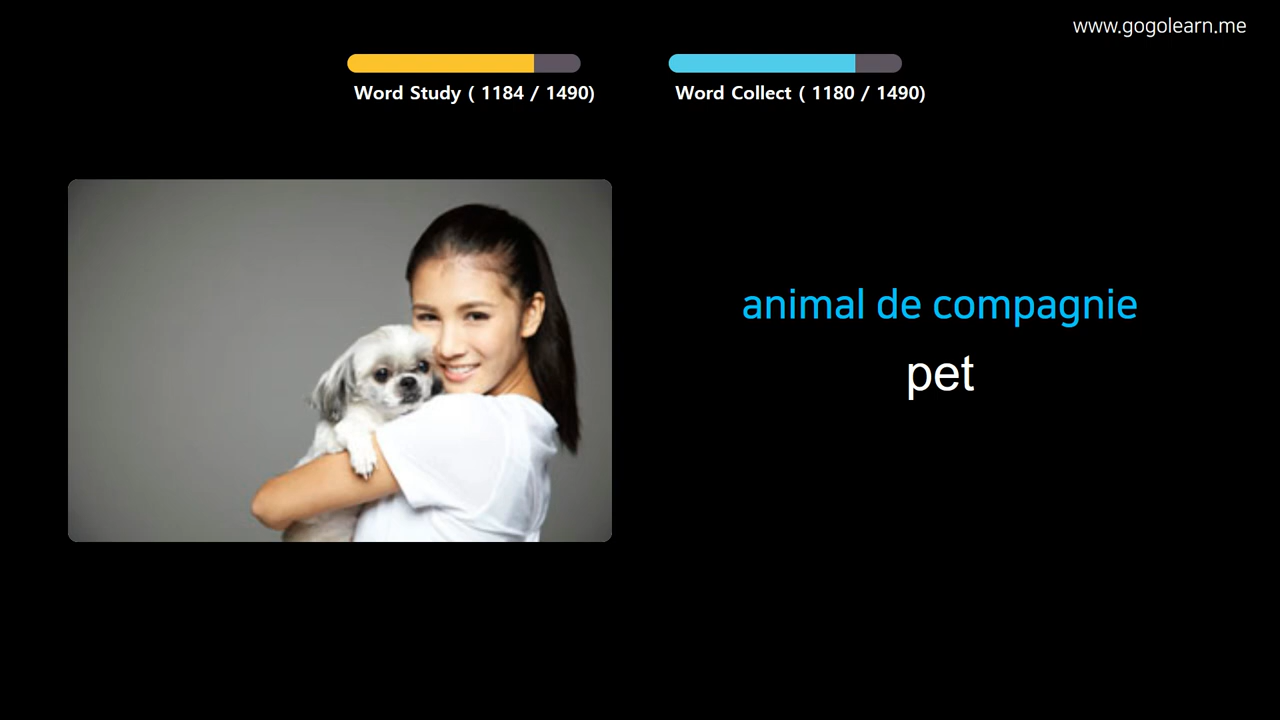 www.gogolearn.me
Word Study ( 1184 / 1490)
Word Collect ( 1180 / 1490)
animal de compagnie
pet